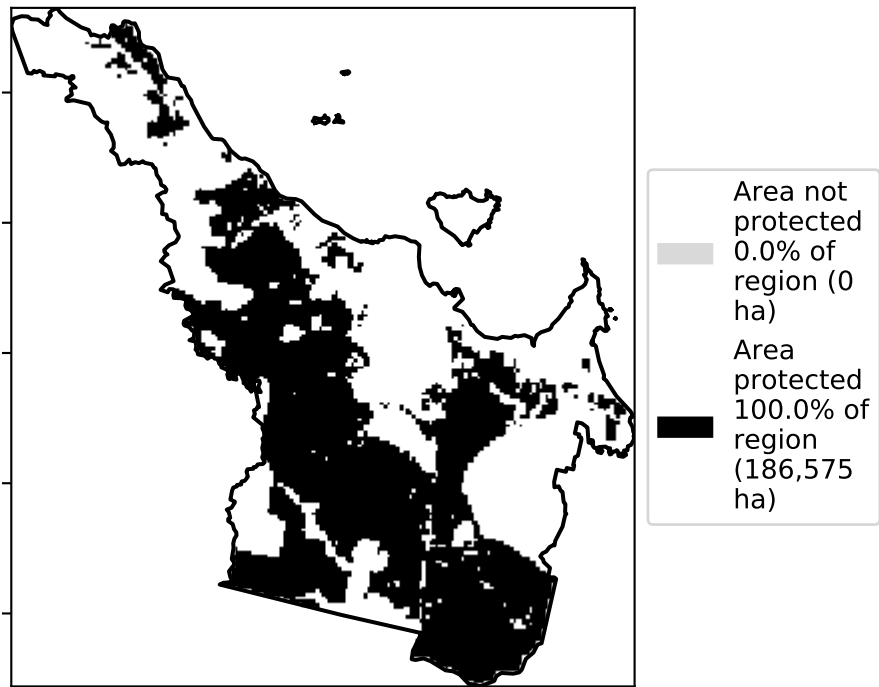 Area not
protected
0.0% of
region (0
ha)
Area
protected
100.0% of
region
(186,575
ha)